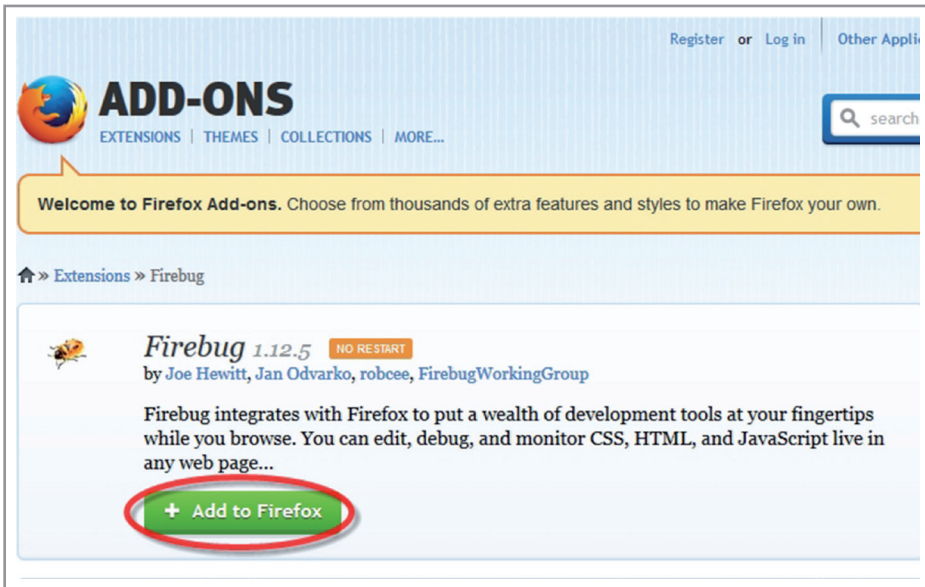 Register or Log in Other Appli
ADD-ONS
EXTENSIONS | THEMES | COLLECTIONS | MORE...
search
Welcome to Firefox Add-ons. Choose from thousands of extra features and styles to make Firefox your own.
» Extensions » Firebug
Firebug 1.12.5 NO RESTART
by Joe Hewitt, Jan Odvarko, robcee, FirebugWorkingGroup
Firebug integrates with Firefox to put a wealth of development tools at your fingertips
while you browse. You can edit, debug, and monitor CSS, HTML, and JavaScript live in
any web page...
+ Add to Firefox